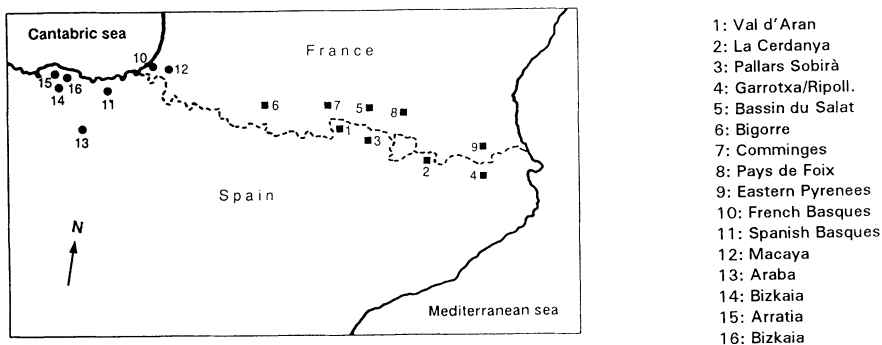 Cantabric sea
France
10
12
15
16
14
11
13
6
7
5
8
1
3
9
2
4
Spain
N
Mediterranean sea
1: Val d'Aran
2: La Cerdanya
3: Pallars Sobirà
4: Garrotxa/Ripoll.
5: Bassin du Salat
6: Bigorre
7: Comminges
8: Pays de Foix
9: Eastern Pyrenees
10: French Basques
11: Spanish Basques
12: Macaya
13: Araba
14: Bizkaia
15: Arratia
16: Bizkaia